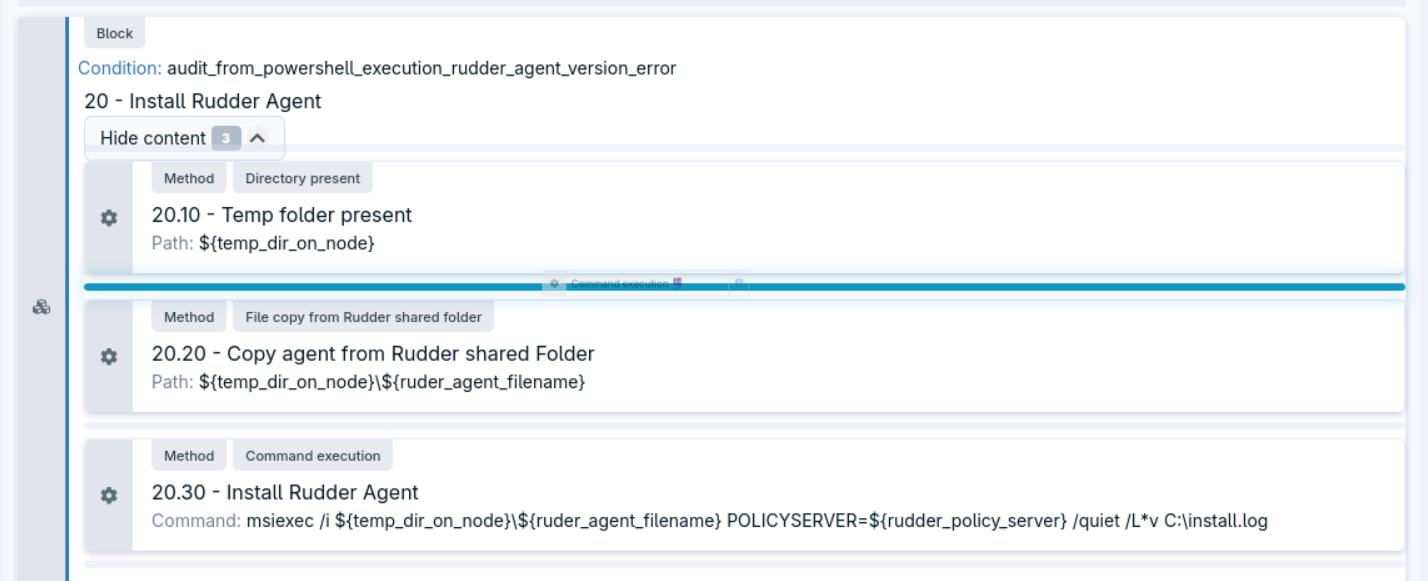 Block
Condition: audit_from_powershell_execution_rudder_agent_version_error
20 - Install Rudder Agent
Hide content 3
Method Directory present
20.10 - Temp folder present
Path: ${temp_dir_on_node}
Command execution
Method File copy from Rudder shared folder
20.20 - Copy agent from Rudder shared Folder
Path: ${temp_dir_on_node}\${ruder_agent_filename}
Method Command execution
20.30 - Install Rudder Agent
Command: msiexec /i ${temp_dir_on_node}\${ruder_agent_filename} POLICYSERVER=${rudder_policy_server} /quiet /L*v C:\install.log